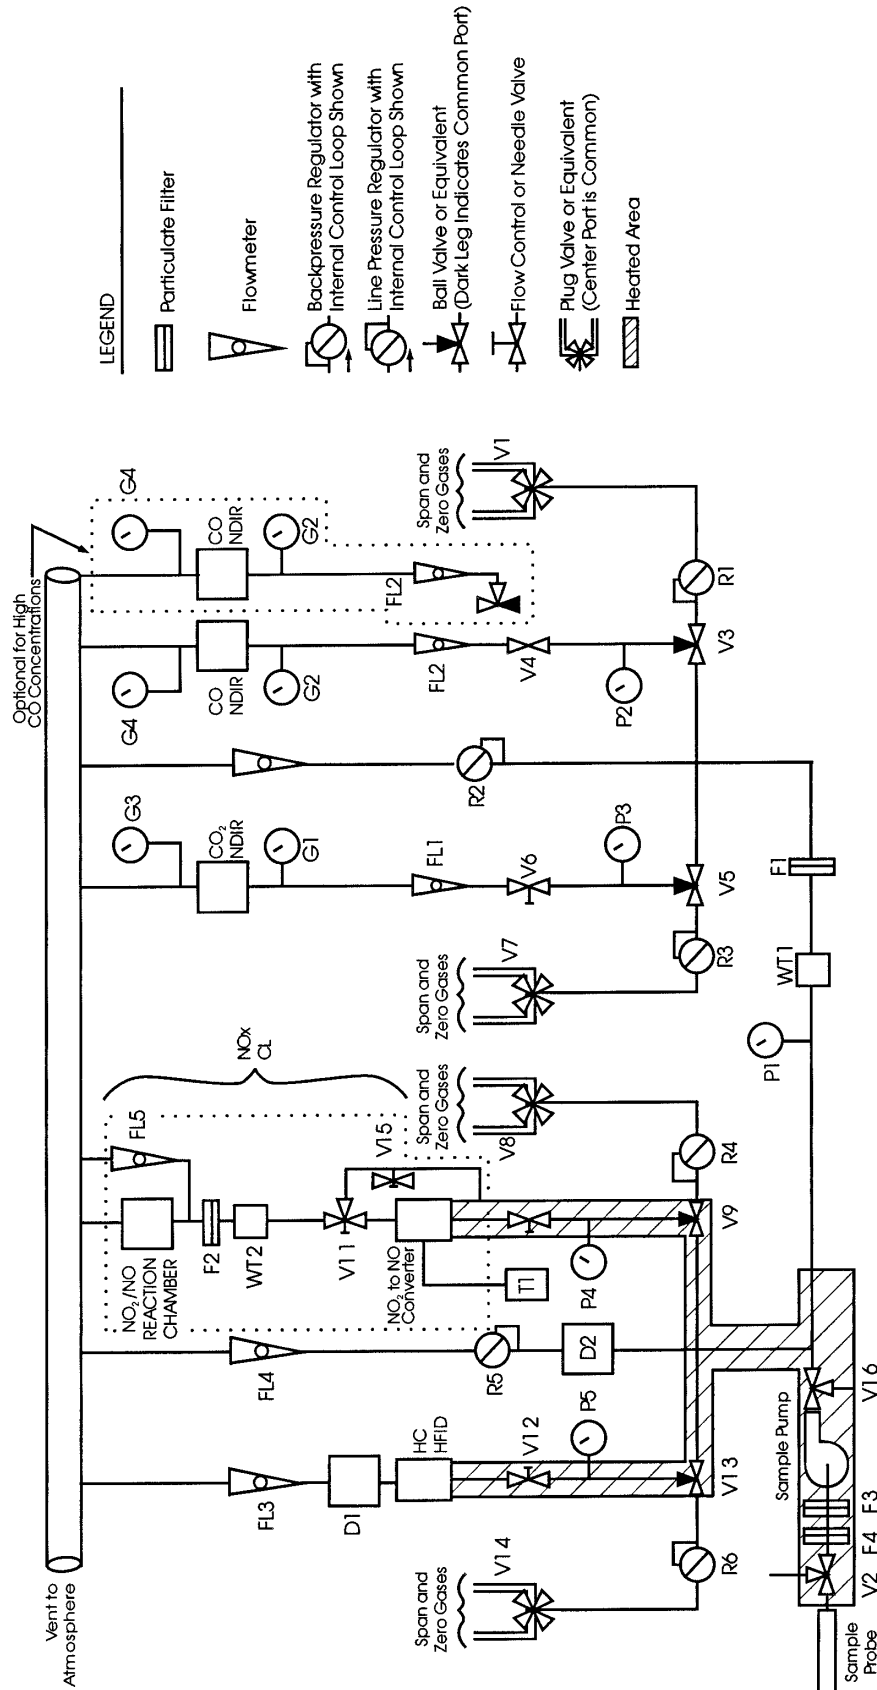 LEGEND
Particulate Filter
Flowmeter
Backpressure Regulator with
Internal Control Loop Shown
Line Pressure Regulator with
Internal Control Loop Shown
Ball Valve or Equivalent
(Dark Leg Indicates Common Port)
Flow Control or Needle Valve
Plug Valve or Equivalent
(Center Port is Common)
Heated Area
Vent to
Atmosphere
Optional for High
CO Concentrations
FL3
D1
HC
HFID
V12
P5
V13
V14
Span and
Zero Gases
R6
FL4
R5
D2
NOx
CL
FL5
NO2/NO
REACTION
CHAMBER
F2
WT2
V11
V15
NO2 to NO
Converter
T1
P4
V9
V8
Span and
Zero Gases
R4
G3
CO2
NDIR
G1
FL1
V6
P3
V5
V7
Span and
Zero Gases
R3
R2
G4
CO
NDIR
G2
FL2
V4
P2
V3
G4
CO
NDIR
G2
FL2
V1
Span and
Zero Gases
R1
Sample
Probe
V2
F4
F3
Sample Pump
V16
P1
WT1
F1